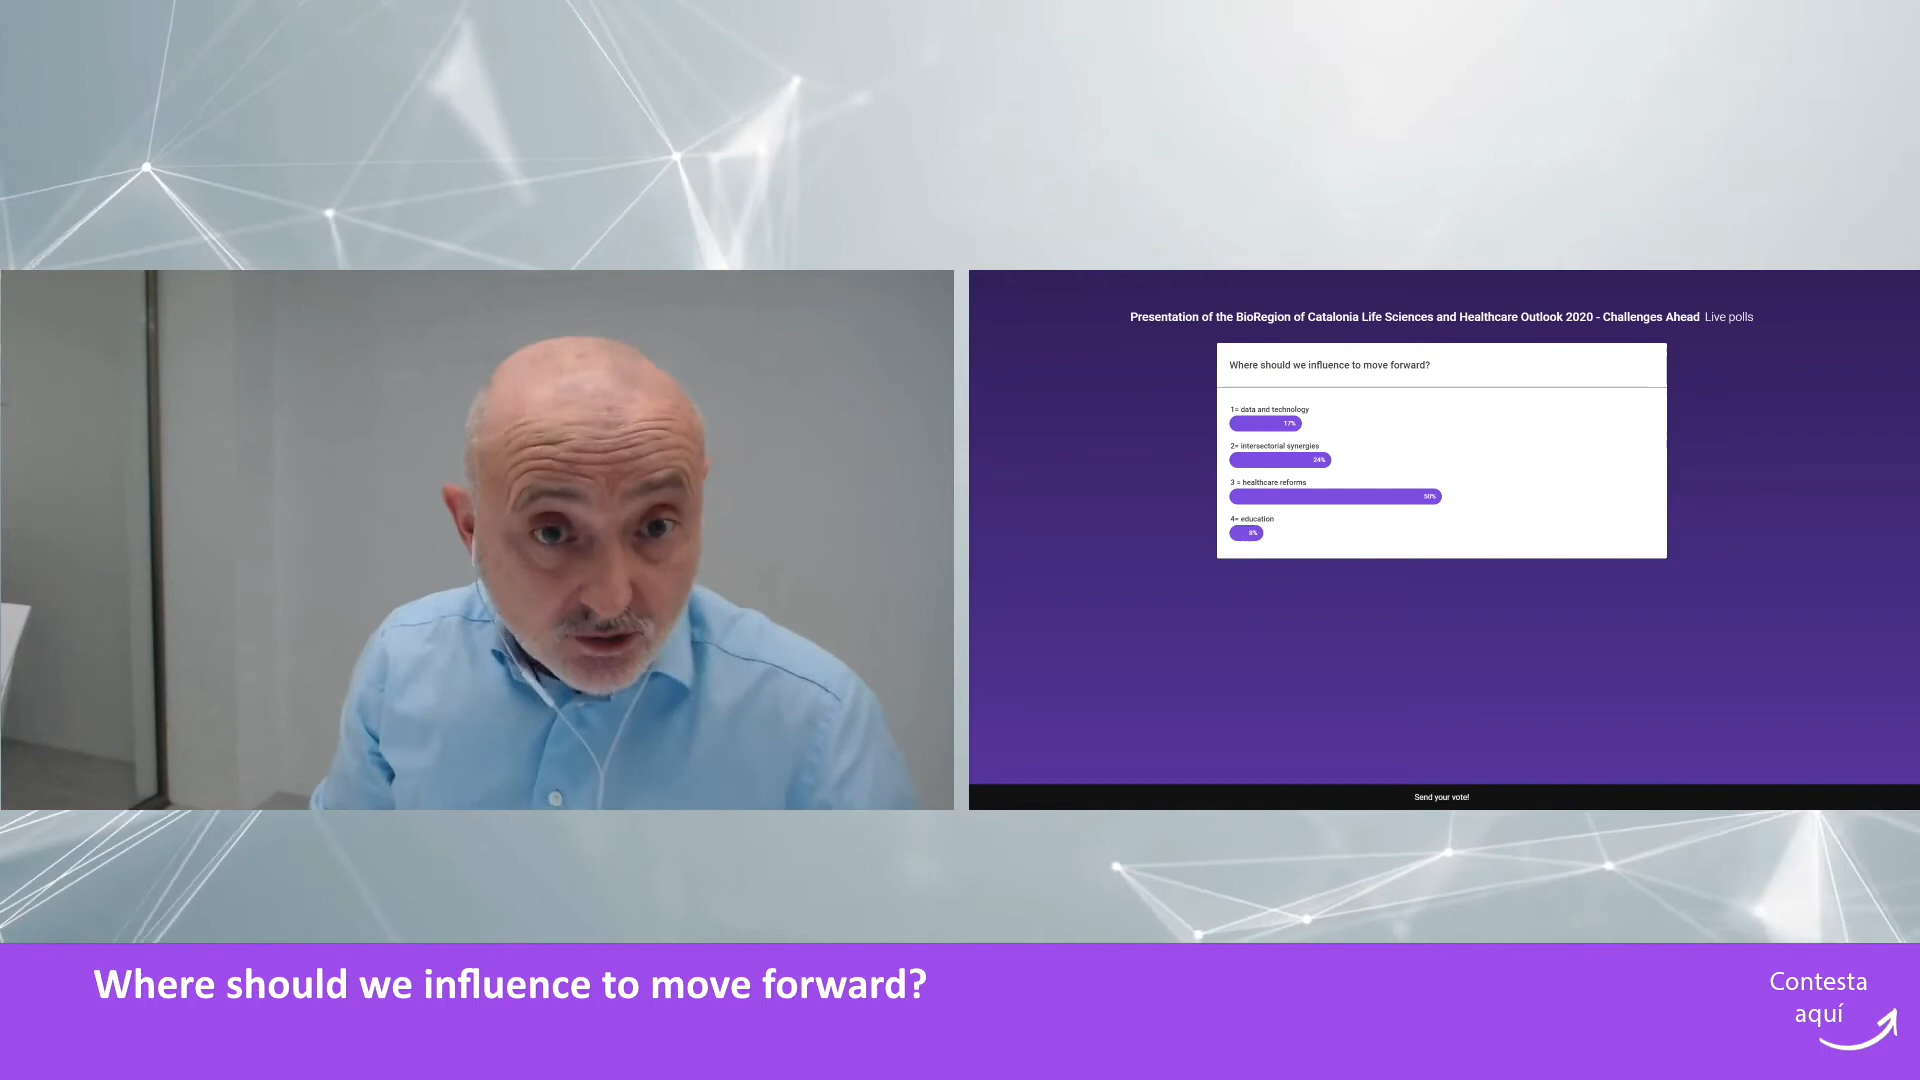 Presentation of the BioRegion of Catalonia Life Sciences and Healthcare Outlook 2020 - Challenges Ahead Live polls
Where should we influence to move forward?
1= data and technology
17%
2= intersectorial synergies
24%
3 = healthcare reforms
50%
4= education
8%
Send your vote!
Where should we influence to move forward?
Contesta
aquí